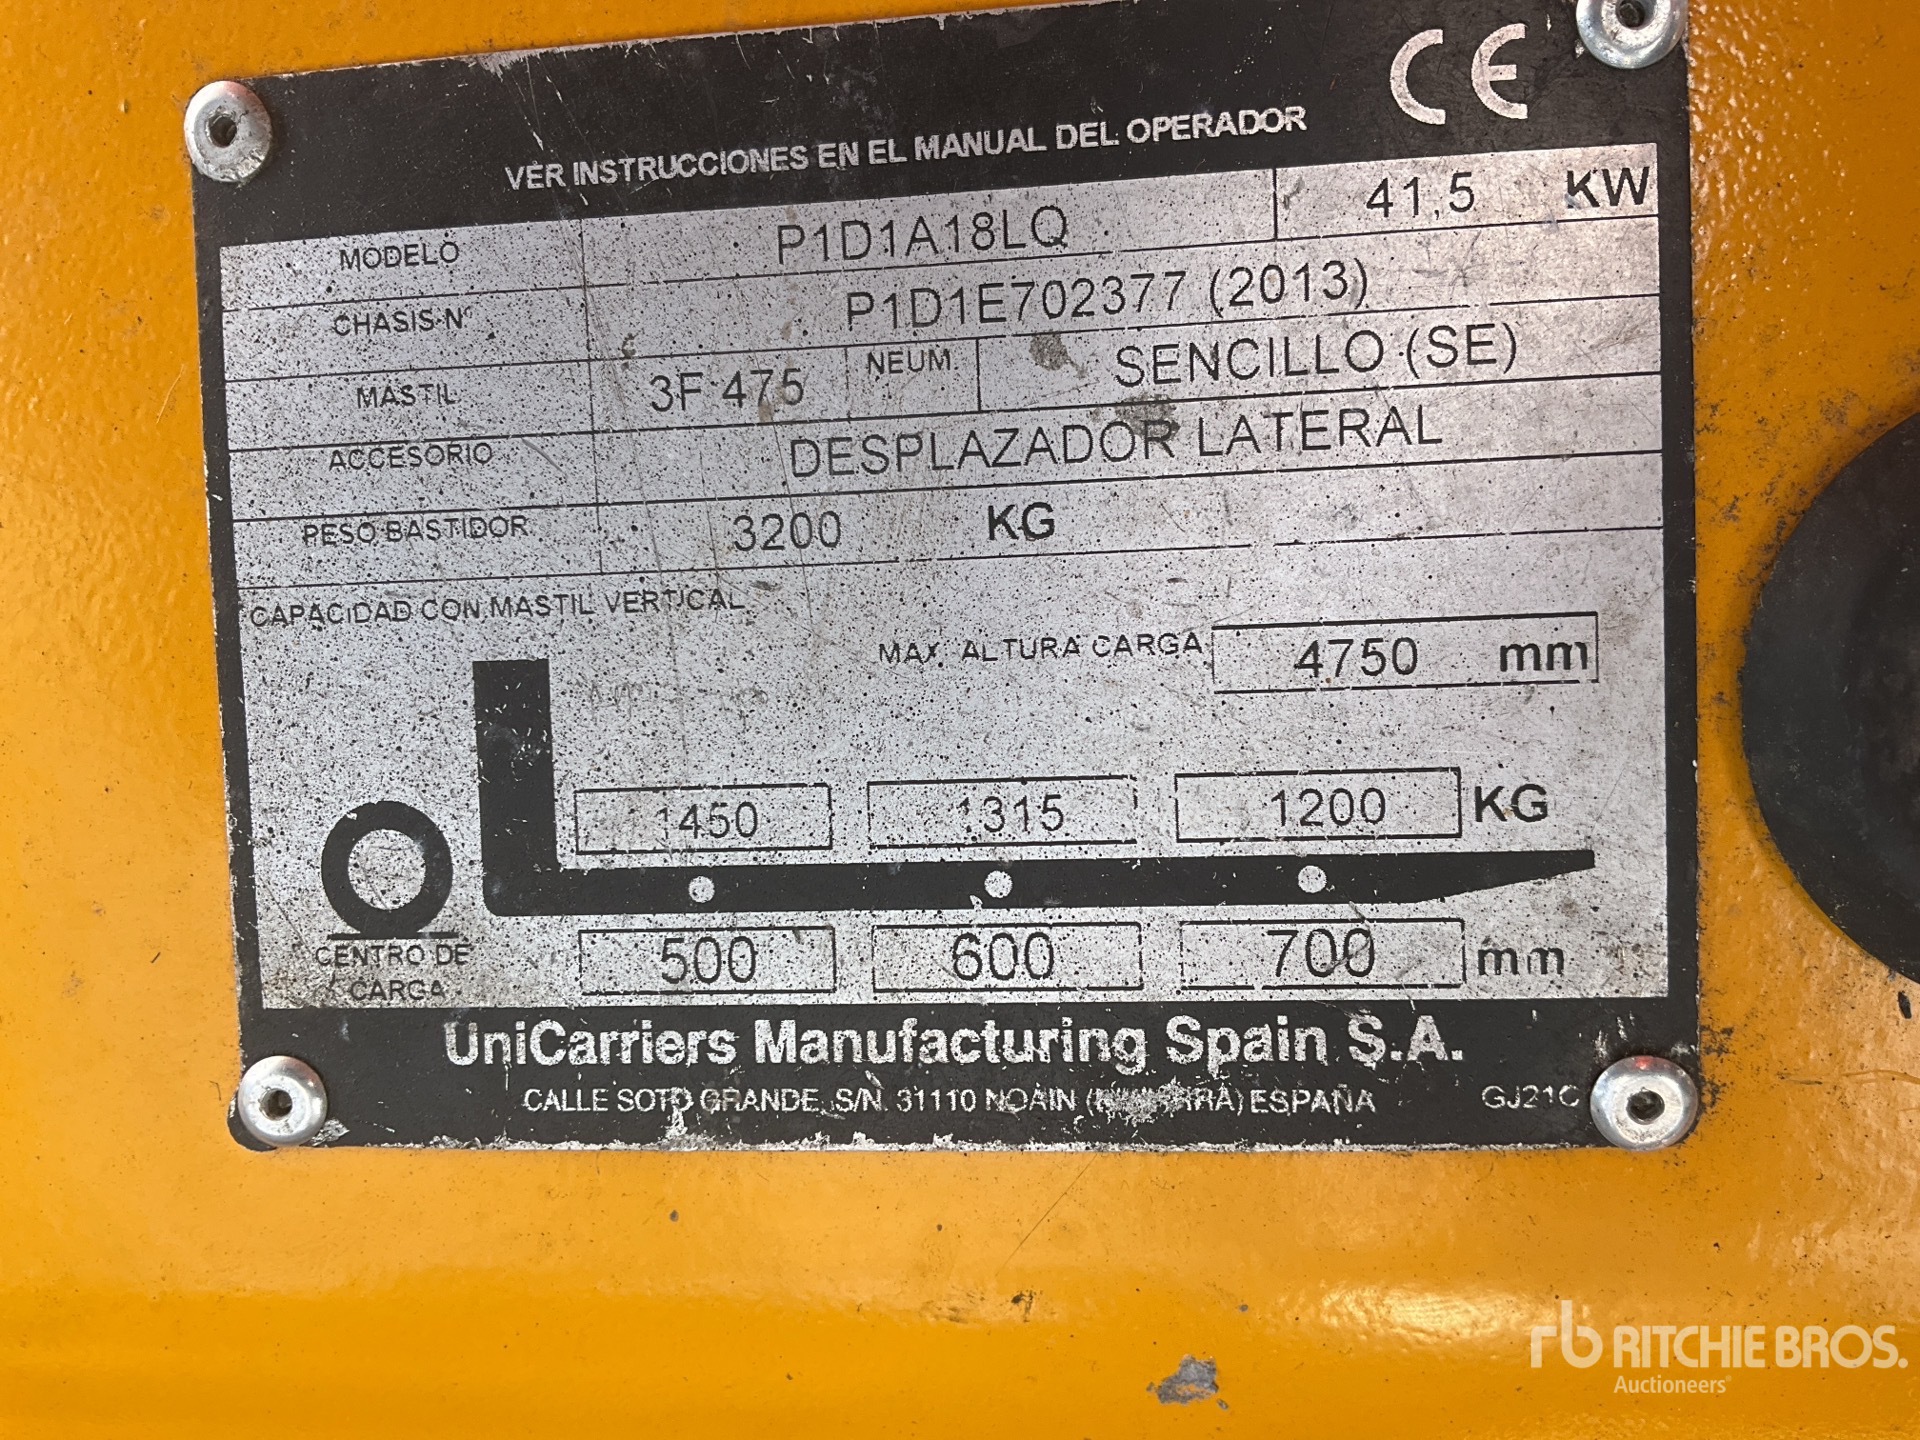 CE
VER INSTRUCCIONES EN EL MANUAL DEL OPERADOR
MODELO P1D1A18LQ 41,5 KW
CHASIS Nº P1D1E702377 (2013)
MASTIL 3F 475 NEUM. SENCILLO (SE)
ACCESORIO DESPLAZADOR LATERAL
PESO BASTIDOR 3200 KG
CAPACIDAD CON MASTIL VERTICAL
MAX. ALTURA CARGA 4750 mm
1450 1315 1200 KG
CENTRO DE CARGA 500 600 700 mm
UniCarriers Manufacturing Spain S.A.
CALLE SOTO GRANDE, S/N. 31110 NOAIN ESPAÑA GJ21C
rb RITCHIE BROS.
Auctioneers